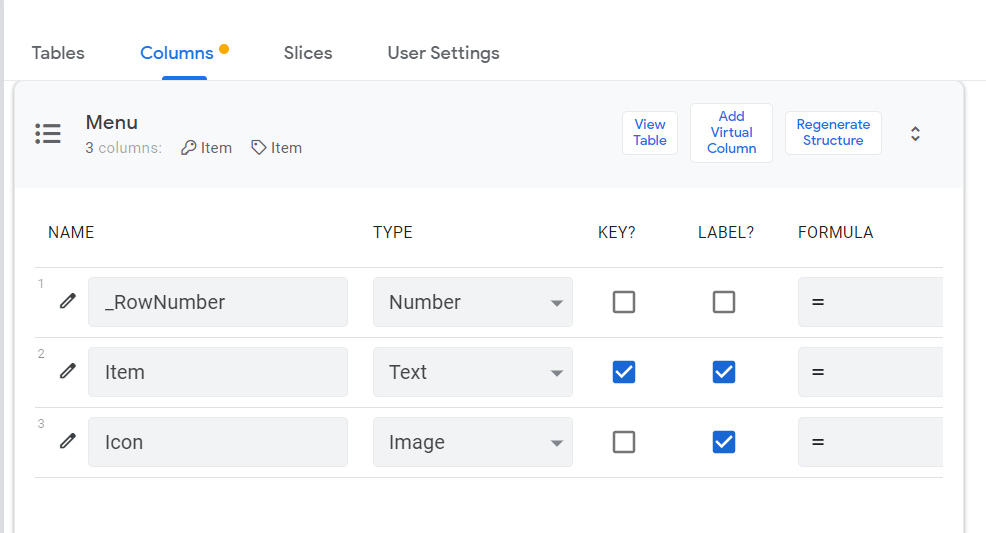 Tables Columns Slices User Settings
Menu
3 columns: Item Item
View
Table
Add
Virtual
Column
Regenerate
Structure
NAME TYPE KEY? LABEL? FORMULA
1
_RowNumber Number =
2
Item Text =
3
Icon Image =